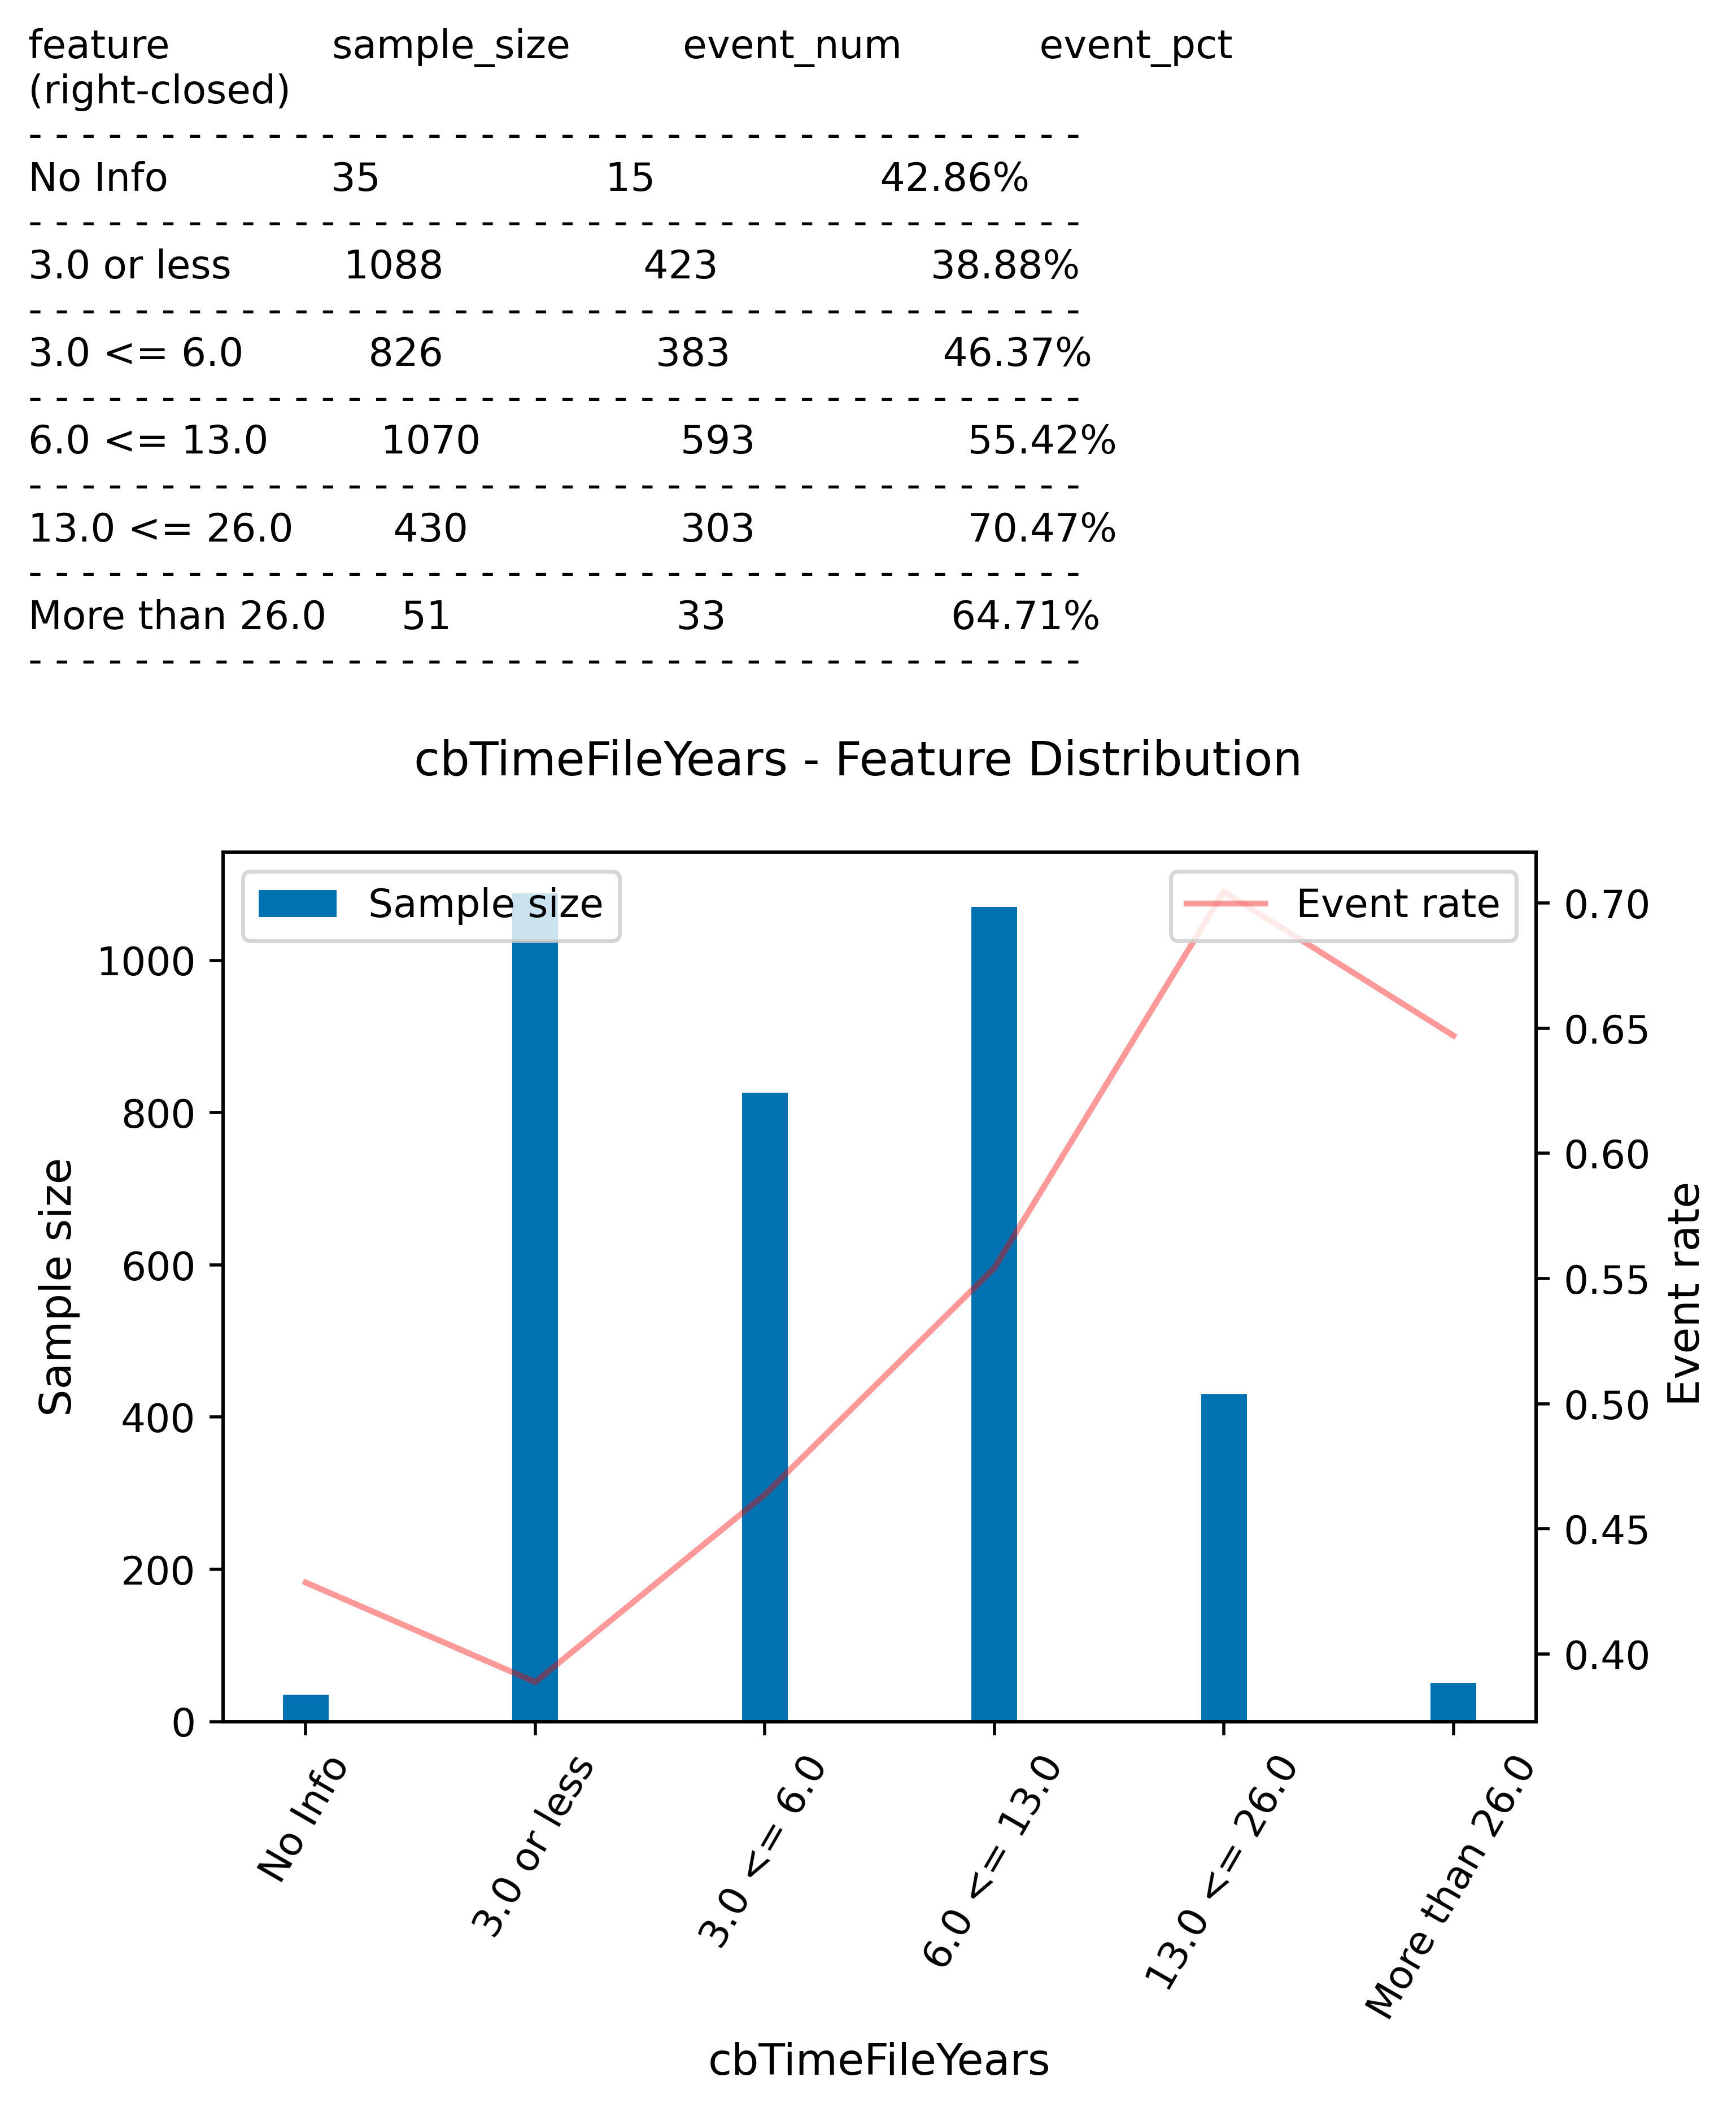 feature sample_size event_num event_pct
(right-closed)
- - - - - - - - - - - - - - - - - - - - - - - - - - - - - - - - - - - - - - - -
No Info 35 15 42.86%
- - - - - - - - - - - - - - - - - - - - - - - - - - - - - - - - - - - - - - - -
3.0 or less 1088 423 38.88%
- - - - - - - - - - - - - - - - - - - - - - - - - - - - - - - - - - - - - - - -
3.0 <= 6.0 826 383 46.37%
- - - - - - - - - - - - - - - - - - - - - - - - - - - - - - - - - - - - - - - -
6.0 <= 13.0 1070 593 55.42%
- - - - - - - - - - - - - - - - - - - - - - - - - - - - - - - - - - - - - - - -
13.0 <= 26.0 430 303 70.47%
- - - - - - - - - - - - - - - - - - - - - - - - - - - - - - - - - - - - - - - -
More than 26.0 51 33 64.71%
- - - - - - - - - - - - - - - - - - - - - - - - - - - - - - - - - - - - - - - -
cbTimeFileYears - Feature Distribution
Sample size
Event rate
1000
800
600
400
200
0
Sample size
0.70
0.65
0.60
0.55
0.50
0.45
0.40
Event rate
No Info
3.0 or less
3.0 <= 6.0
6.0 <= 13.0
13.0 <= 26.0
More than 26.0
cbTimeFileYears